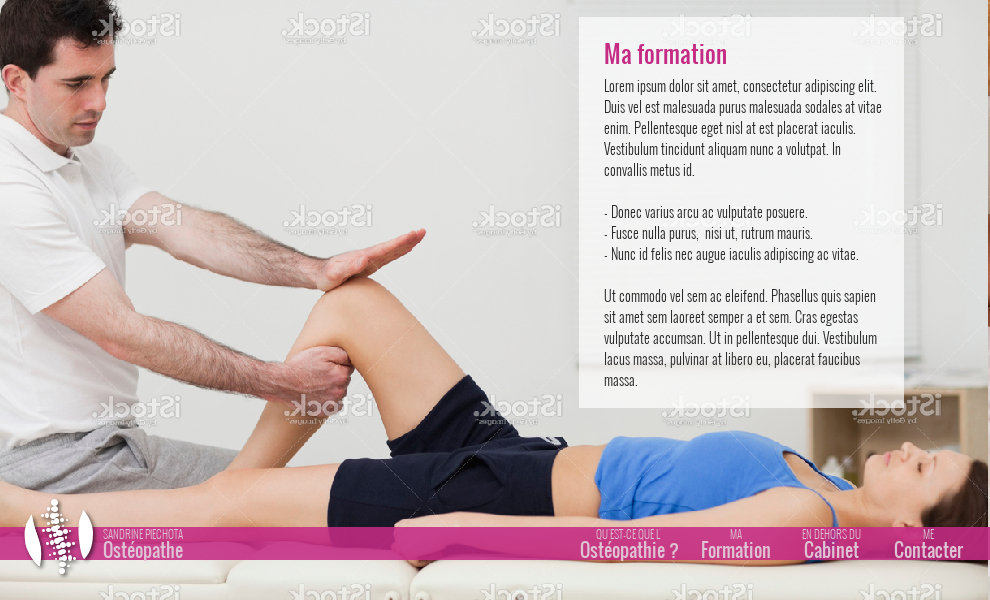 Ma formation
Lorem ipsum dolor sit amet, consectetur adipiscing elit.
Duis vel est malesuada purus malesuada sodales at vitae
enim. Pellentesque eget nisl at est placerat iaculis.
Vestibulum tincidunt aliquam nunc a volutpat. In
convallis metus id.
- Donec varius arcu ac vulputate posuere.
- Fusce nulla purus, nisi ut, rutrum mauris.
- Nunc id felis nec augue iaculis adipiscing ac vitae.
Ut commodo vel sem ac eleifend. Phasellus quis sapien
sit amet sem laoreet semper a et sem. Cras egestas
vulputate accumsan. Ut in pellentesque dui. Vestibulum
lacus massa, pulvinar at libero eu, placerat faucibus
massa.
SANDRINE PIECHOTA
Ostéopathe
QU'EST-CE QUE L'
Ostéopathie ?
MA
Formation
EN DEHORS DU
Cabinet
ME
Contacter
iStock
by Getty Images